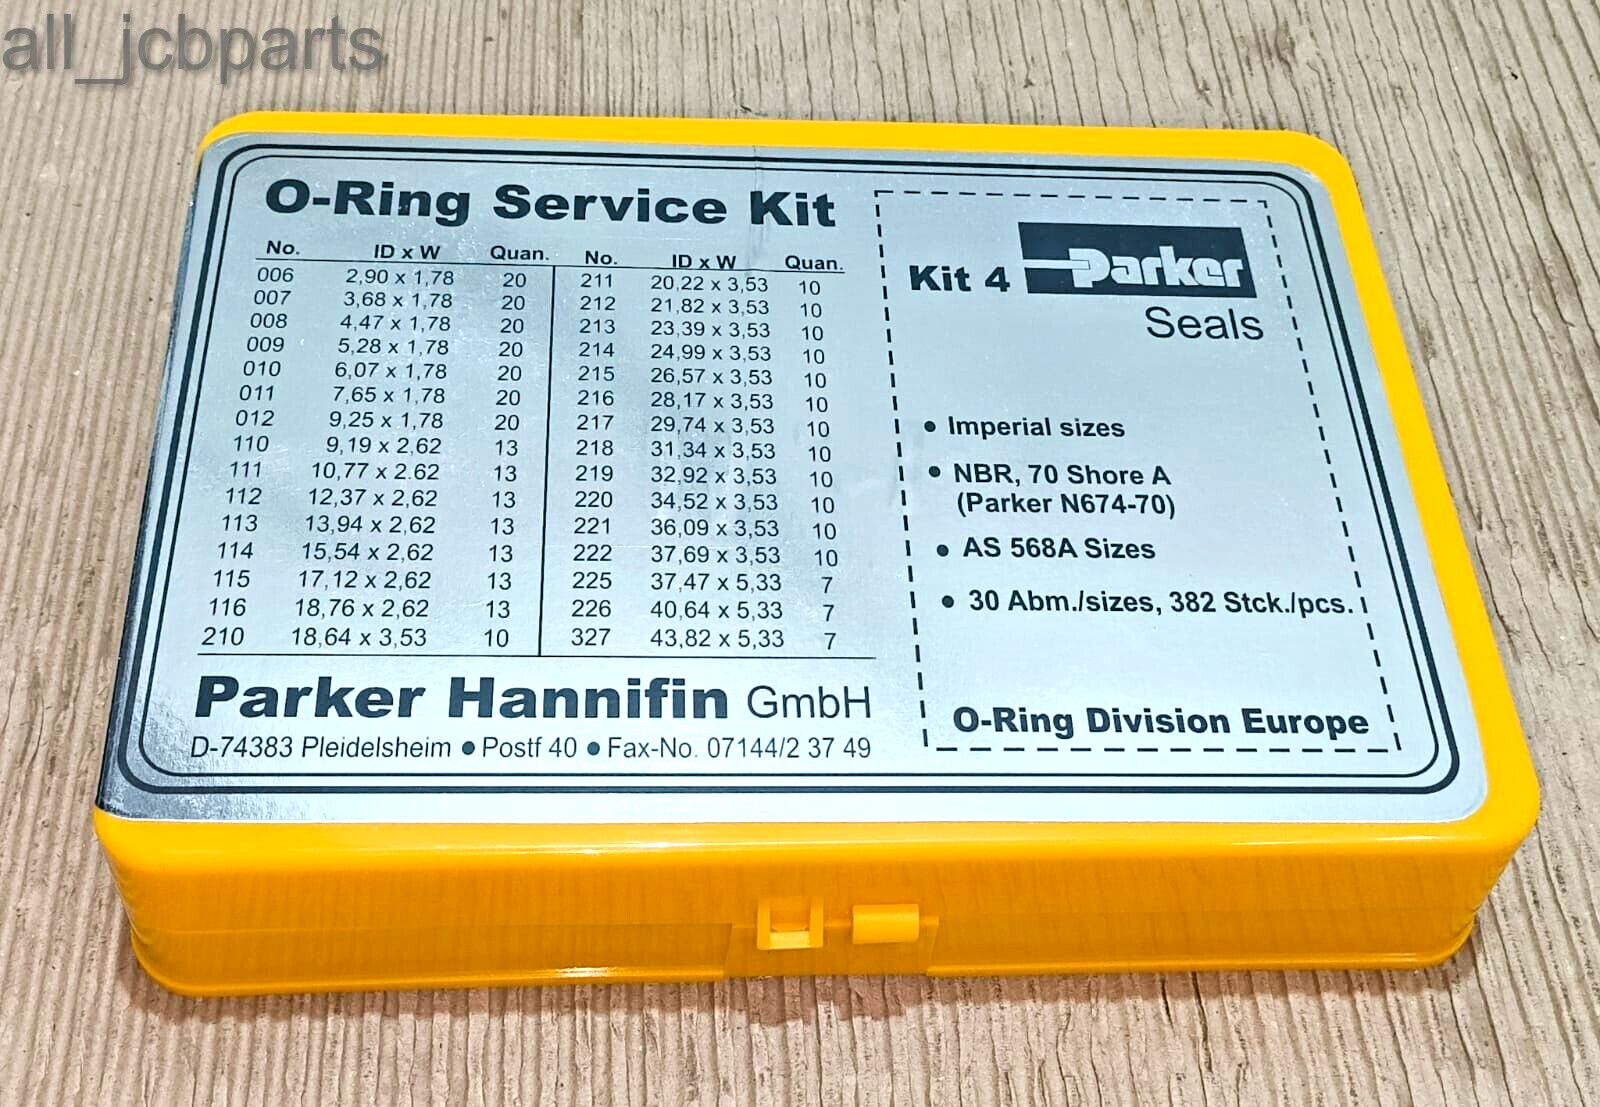 all_jcbparts
O-Ring Service Kit
No. ID x W Quan. No. ID x W Quan.
006 2,90 x 1,78 20 211 20,22 x 3,53 10
007 3,68 x 1,78 20 212 21,82 x 3,53 10
008 4,47 x 1,78 20 213 23,39 x 3,53 10
009 5,28 x 1,78 20 214 24,99 x 3,53 10
010 6,07 x 1,78 20 215 26,57 x 3,53 10
011 7,65 x 1,78 20 216 28,17 x 3,53 10
012 9,25 x 1,78 20 217 29,74 x 3,53 10
110 9,19 x 2,62 13 218 31,34 x 3,53 10
111 10,77 x 2.62 13 219 32,92 x 3,53 10
112 12,37 x 2,62 13 220 34,52 x 3,53 10
113 13,94 x 2,62 13 221 36,09 x 3,53 10
114 15,54 x 2,62 13 222 37,69 x 3,53 10
115 17,12 x 2,62 13 225 37,47 x 5,33 7
116 18,76 x 2,62 13 226 40,64 x 5,33 7
210 18,64 x 3,53 10 327 43,82 x 5,33 7
Parker Hannifin GmbH
D-74383 Pleidelsheim • Postf 40 • Fax-No. 07144/2 37 49
Kit 4 Parker
Seals
• Imperial sizes
• NBR, 70 Shore A
(Parker N674-70)
• AS 568A Sizes
• 30 Abm./sizes, 382 Stck./pcs.
O-Ring Division Europe